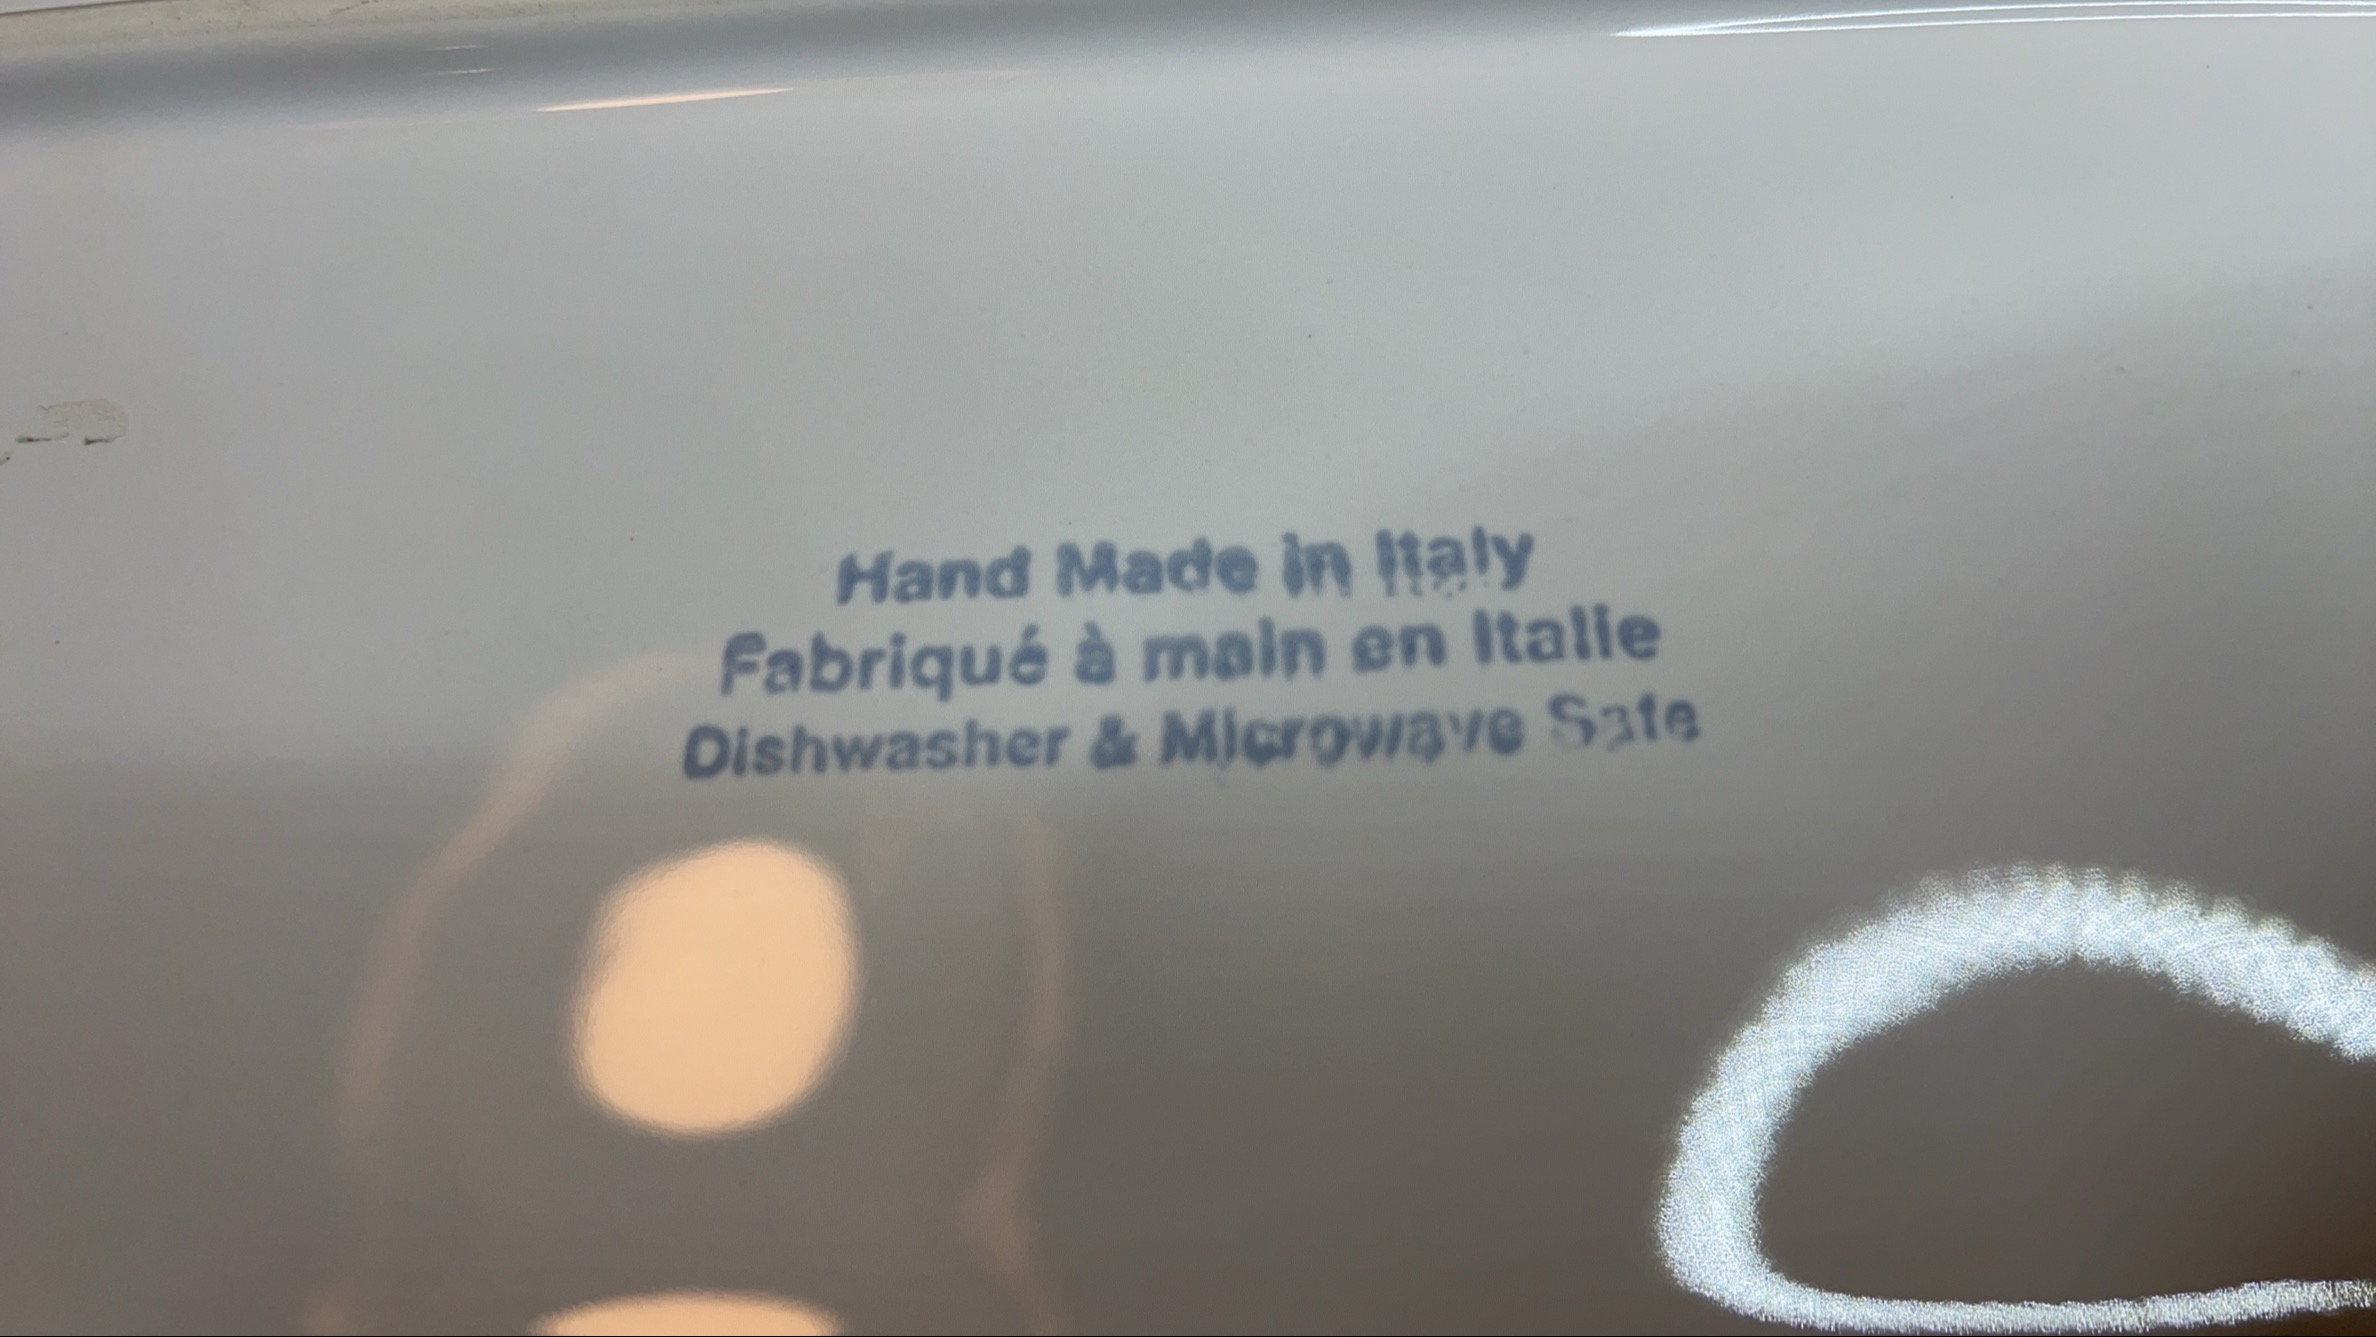 Hand Made in Italy
Fabriqué à main en Italie
Dishwasher & Microwave Safe